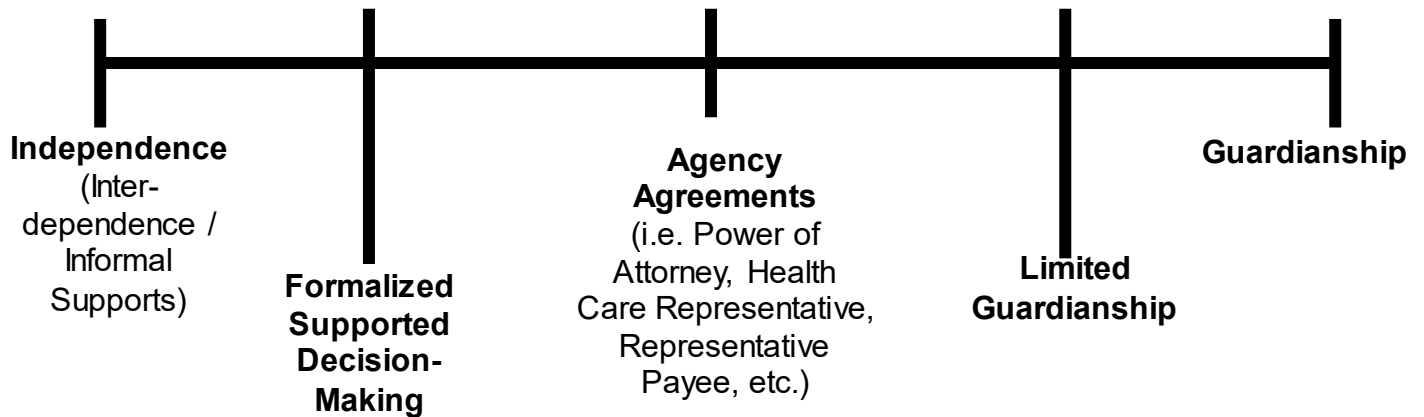 Independence
(Inter-
dependence /
Informal
Supports)
Formalized
Supported
Decision-
Making
Agency
Agreements
(i.e. Power of
Attorney, Health
Care Representative,
Representative
Payee, etc.)
Limited
Guardianship
Guardianship